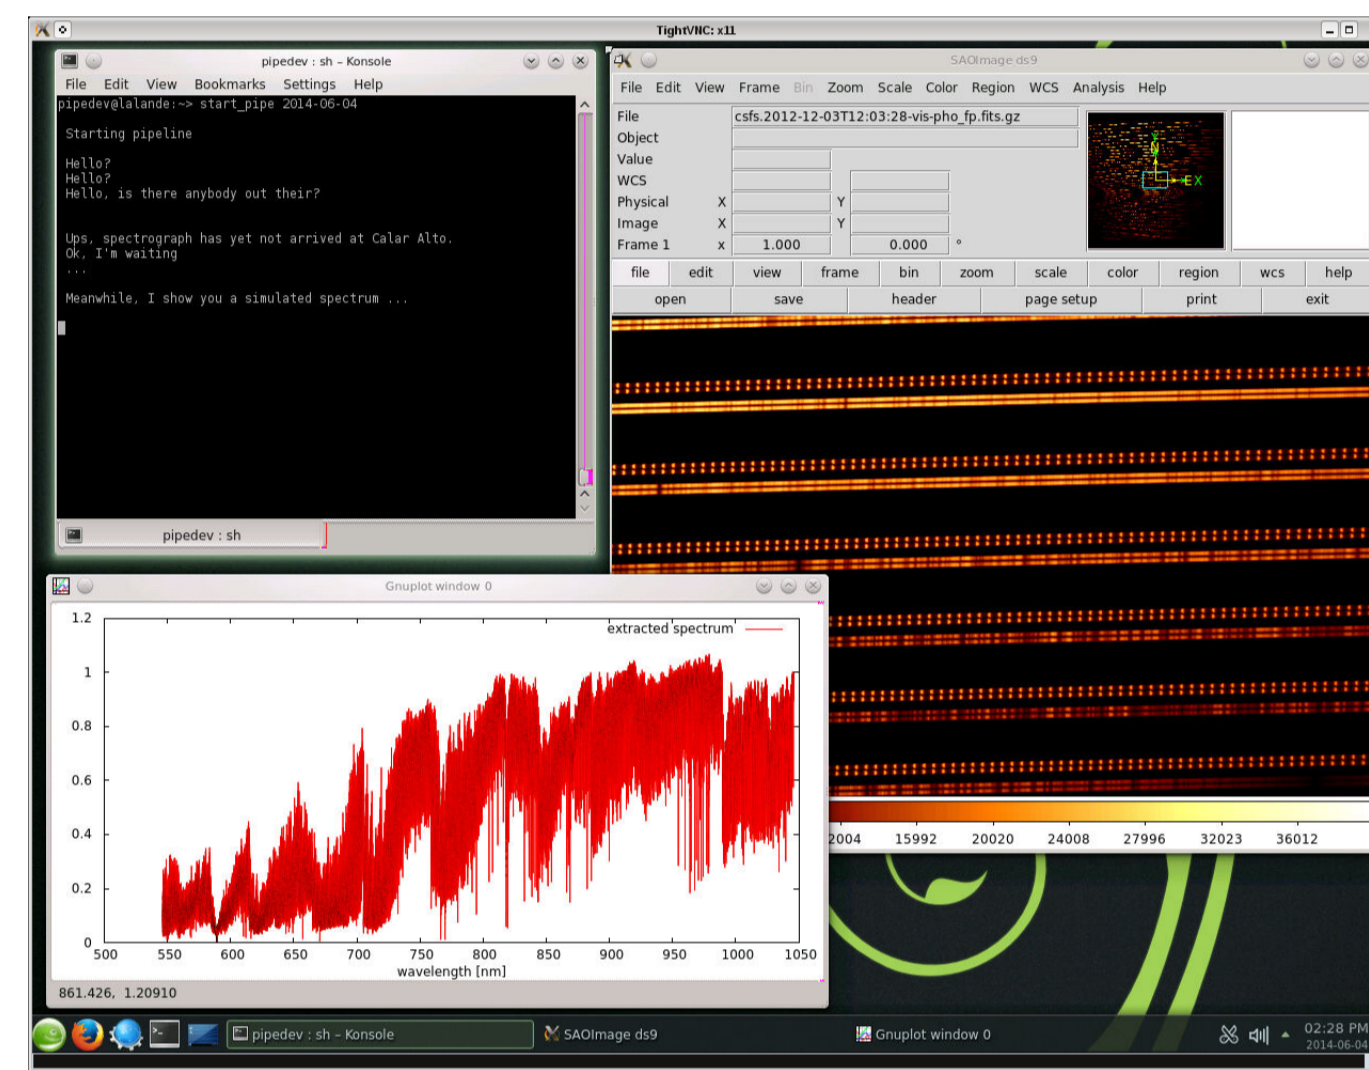 TightVNC: x11
pipedev : sh – Konsole
File Edit View Bookmarks Settings Help
pipedev@lalande:~> start_pipe 2014-06-04
Starting pipeline
Hello?
Hello?
Hello, is there anybody out their?
Ups, spectrograph has yet not arrived at Calar Alto.
Ok, I'm waiting
...
Meanwhile, I show you a simulated spectrum ...
pipedev : sh
SAOImage ds9
File Edit View Frame Bin Zoom Scale Color Region WCS Analysis Help
File csfs.2012-12-03T12:03:28-vis-pho_fp.fits.gz
Object
Value
WCS
Physical X Y
Image X Y
Frame 1 x 1.000 0.000 °
Y
N
E X
file edit view frame bin zoom scale color region wcs help
open save header page setup print exit
2004 15992 20020 24008 27996 32023 36012
Gnuplot window 0
extracted spectrum
1.2
1
0.8
0.6
0.4
0.2
0
500 550 600 650 700 750 800 850 900 950 1000 1050
wavelength [nm]
861.426, 1.20910
pipedev : sh – Konsole SAOImage ds9 Gnuplot window 0 02:28 PM
2014-06-04